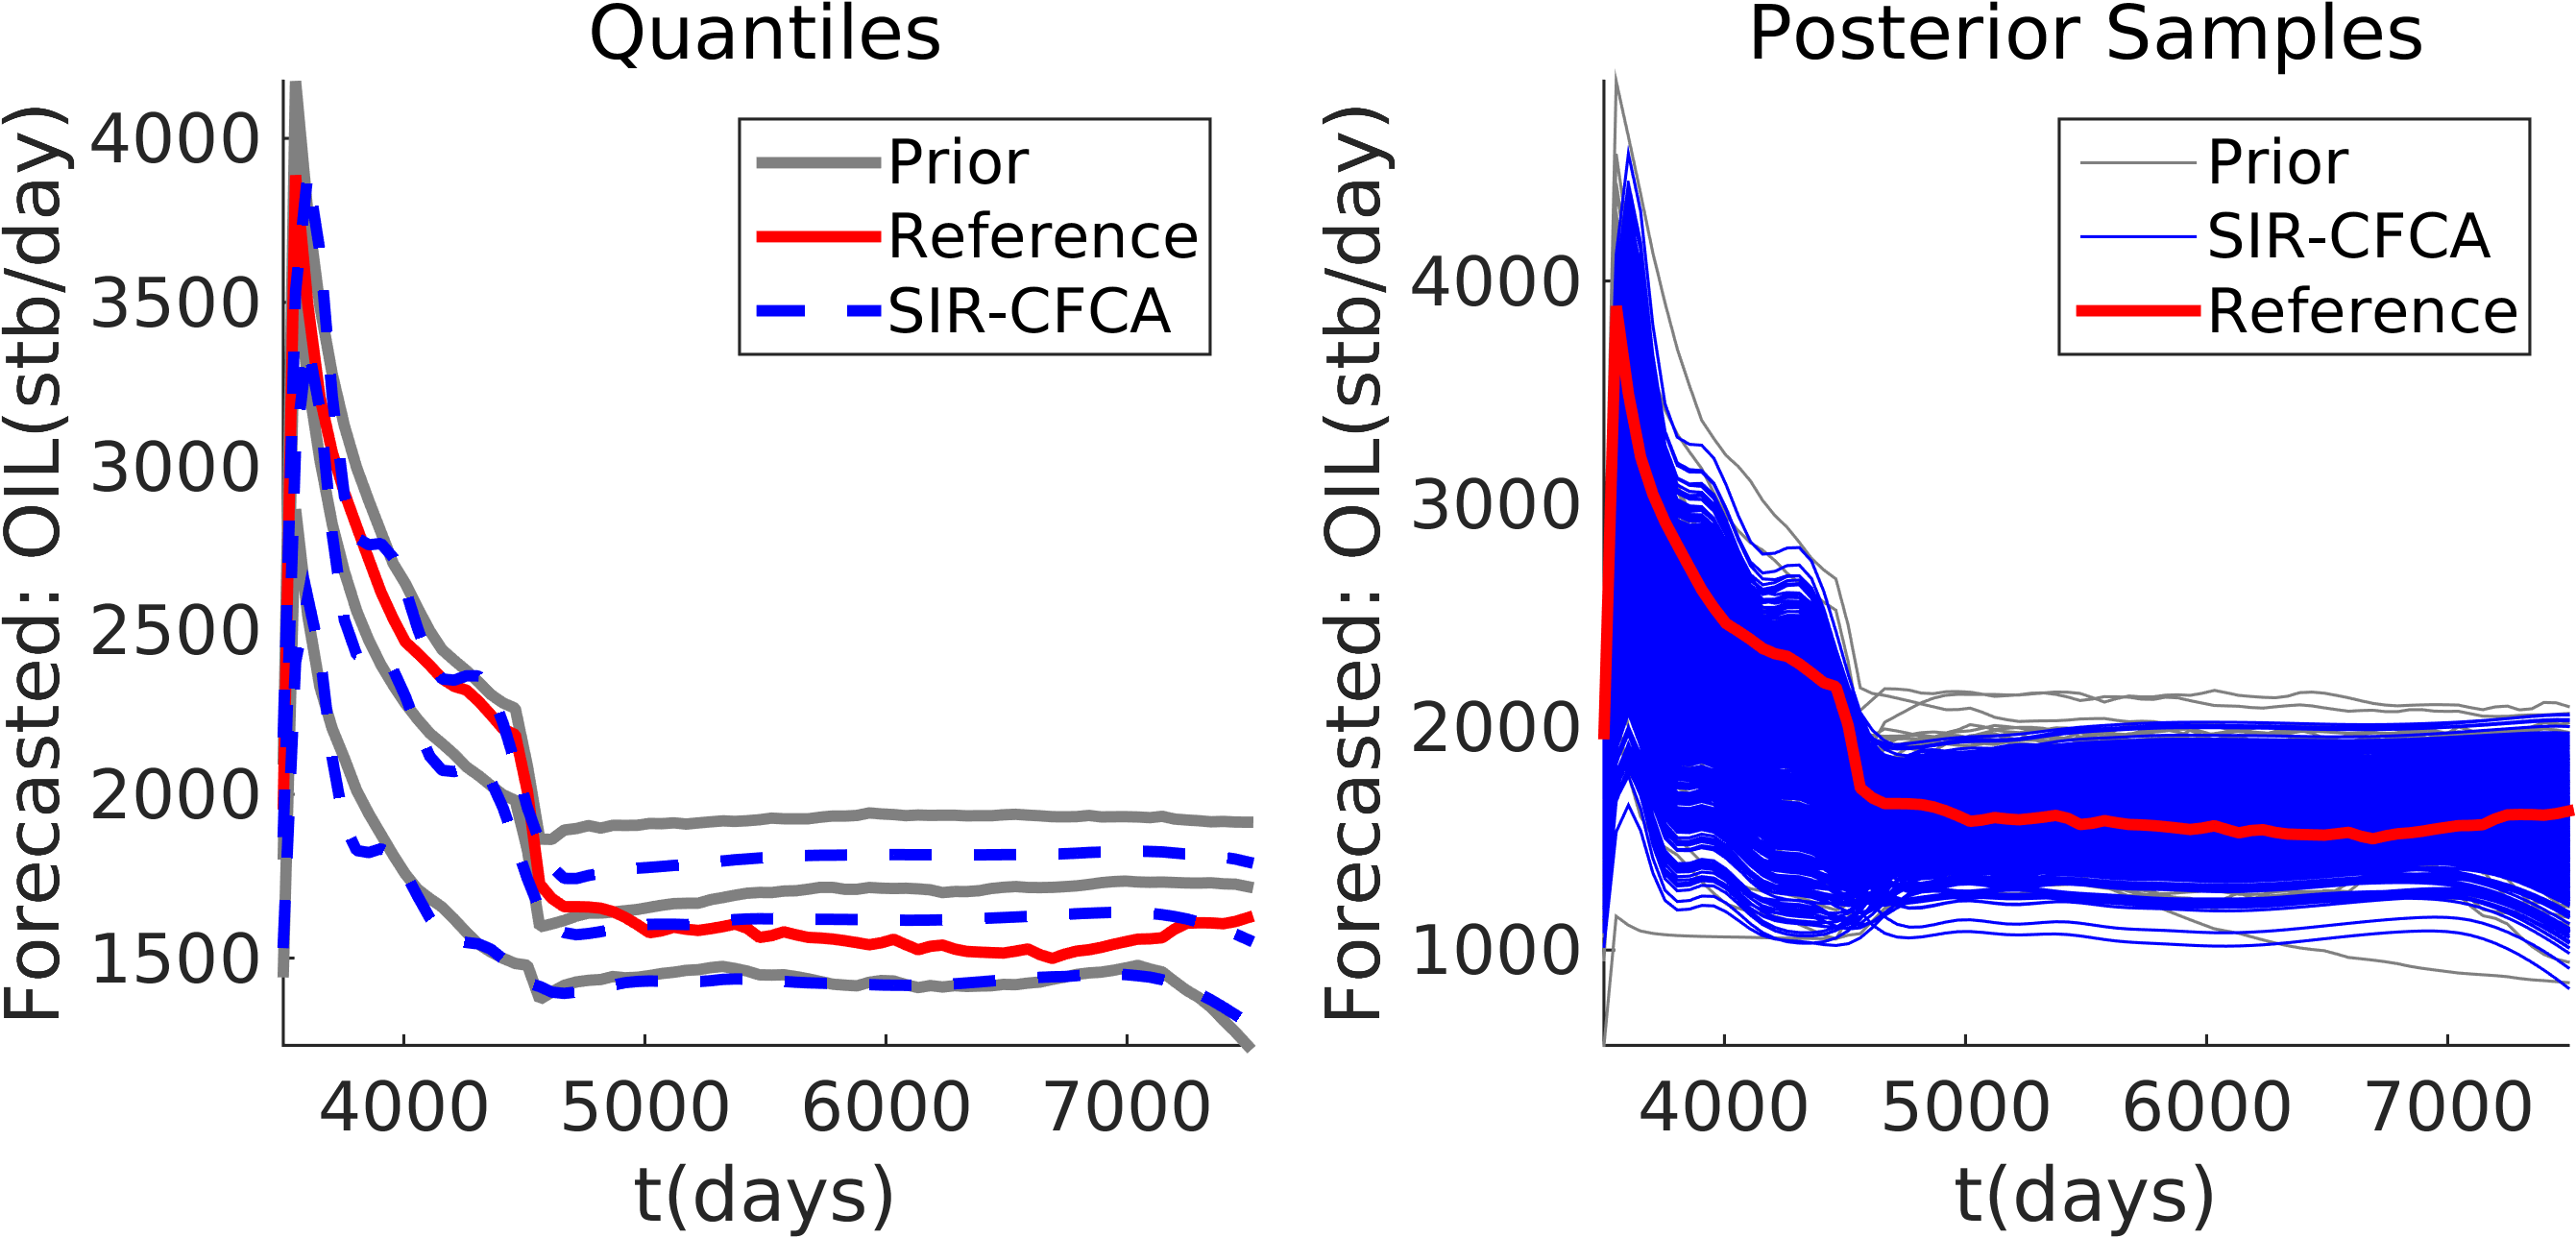 Quantiles
Forecasted: OIL(stb/day)
4000
3500
3000
2500
2000
1500
Prior
Reference
SIR-CFCA
4000 5000 6000 7000
t(days)
Posterior Samples
Forecasted: OIL(stb/day)
4000
3000
2000
1000
Prior
SIR-CFCA
Reference
4000 5000 6000 7000
t(days)